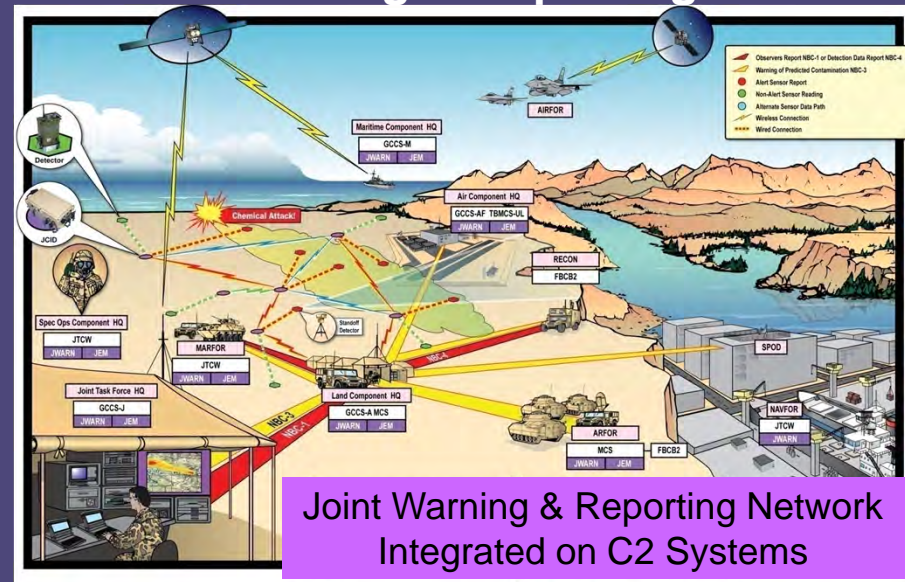 Observers Report NBC-1 or Detection Data Report NBC-4
Warning of Predicted Contamination NBC-3
Alert Sensor Report
Non-Alert Sensor Reading
Alternate Sensor Data Path
Wireless Connection
Wired Connection
AIRFOR
Maritime Component HQ
GCCS-M
JWARN JEM
Detector
JCID
Chemical Attack!
Air Component HQ
GCCS-AF TBMCS-UL
JWARN JEM
RECON
FBCB2
Spec Ops Component HQ
JTCW
JWARN JEM
Standoff
Detector
MARFOR
JTCW
JWARN JEM
NBC-4
SPOD
Joint Task Force HQ
GCCS-J
JWARN JEM
Land Component HQ
GCCS-A MCS
JWARN JEM
NBC-3
NBC-1
NAVFOR
JTCW
JWARN
ARFOR
MCS
FBCB2
JWARN JEM
Joint Warning & Reporting Network
Integrated on C2 Systems